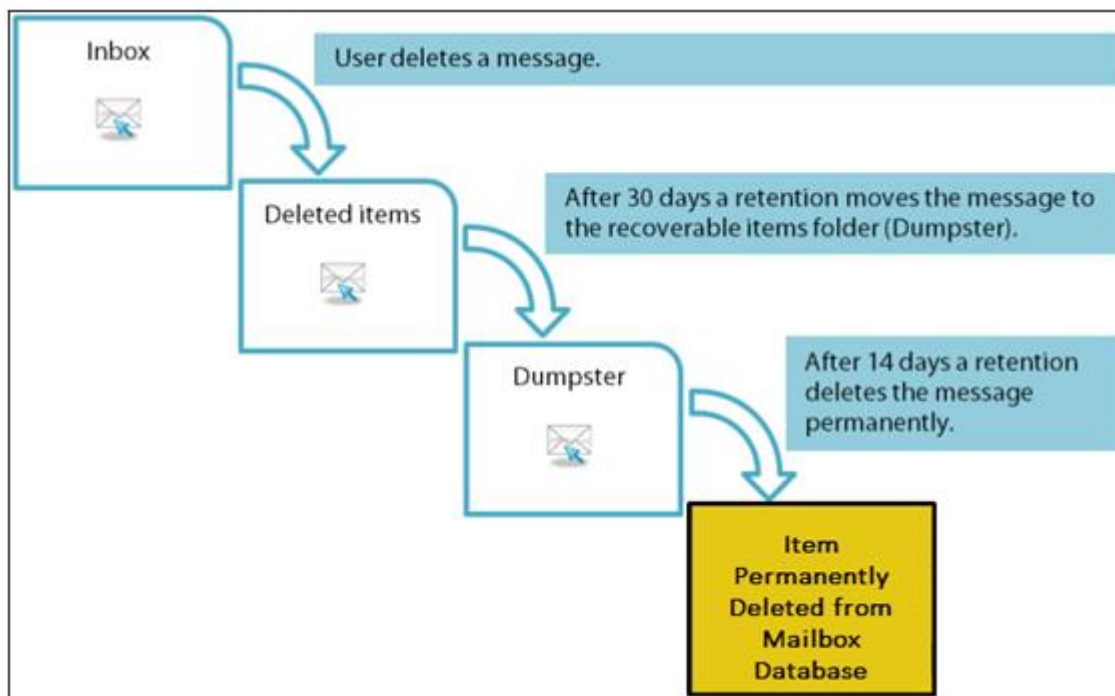 Inbox
User deletes a message.
Deleted items
After 30 days a retention moves the message to
the recoverable items folder (Dumpster).
Dumpster
After 14 days a retention
deletes the message
permanently.
Item
Permanently
Deleted from
Mailbox
Database